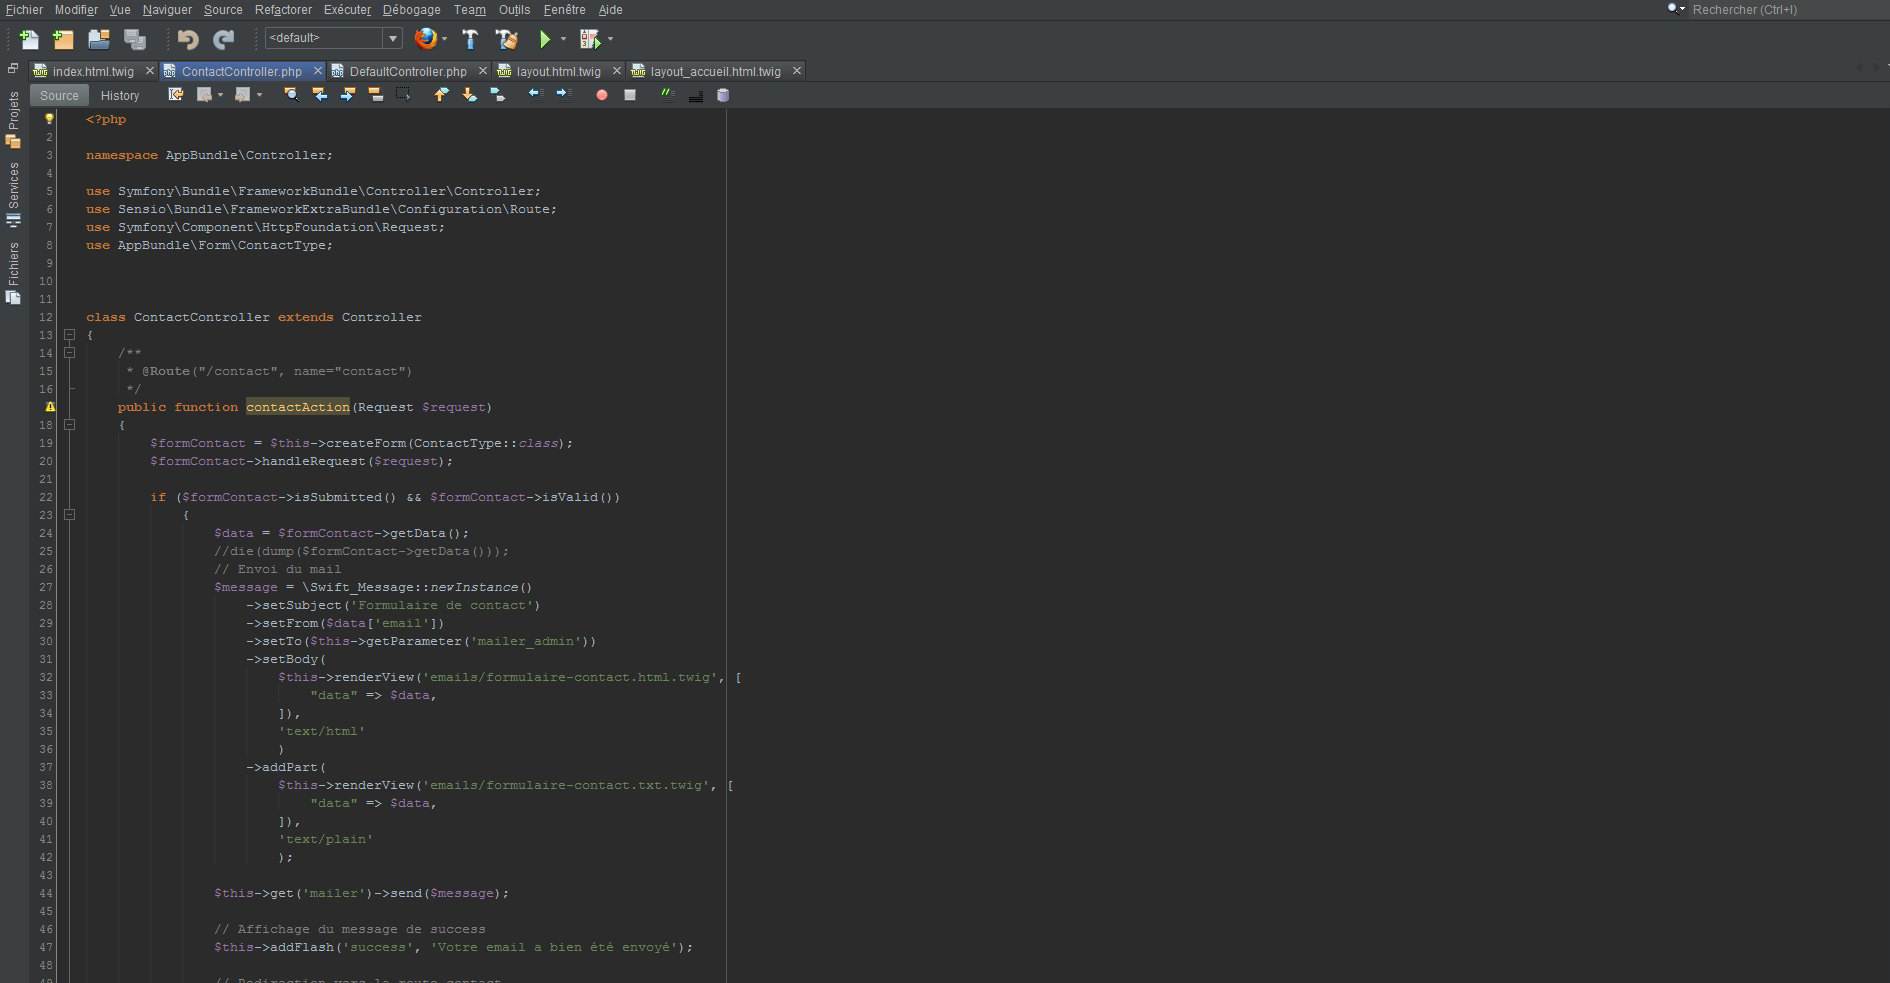 Fichier Modifier Vue Naviguer Source Refactorer Exécuter Débogage Team Outils Fenêtre Aide Rechercher (Ctrl+I)
<default>
index.html.twig ContactController.php DefaultController.php layout.html.twig layout_accueil.html.twig
Source History
Projets
Services
Fichiers
<?php
2
3 namespace AppBundle\Controller;
4
5 use Symfony\Bundle\FrameworkBundle\Controller\Controller;
6 use Sensio\Bundle\FrameworkExtraBundle\Configuration\Route;
7 use Symfony\Component\HttpFoundation\Request;
8 use AppBundle\Form\ContactType;
9
10
11
12 class ContactController extends Controller
13 {
14 /**
15 * @Route("/contact", name="contact")
16 */
public function contactAction(Request $request)
18 {
19 $formContact = $this->createForm(ContactType::class);
20 $formContact->handleRequest($request);
21
22 if ($formContact->isSubmitted() && $formContact->isValid())
23 {
24 $data = $formContact->getData();
25 //die(dump($formContact->getData()));
26 // Envoi du mail
27 $message = \Swift_Message::newInstance()
28 ->setSubject('Formulaire de contact')
29 ->setFrom($data['email'])
30 ->setTo($this->getParameter('mailer_admin'))
31 ->setBody(
32 $this->renderView('emails/formulaire-contact.html.twig', [
33 "data" => $data,
34 ]),
35 'text/html'
36 )
37 ->addPart(
38 $this->renderView('emails/formulaire-contact.txt.twig', [
39 "data" => $data,
40 ]),
41 'text/plain'
42 );
43
44 $this->get('mailer')->send($message);
45
46 // Affichage du message de success
47 $this->addFlash('success', 'Votre email a bien été envoyé');
48
49 // Redirection vers la route contact